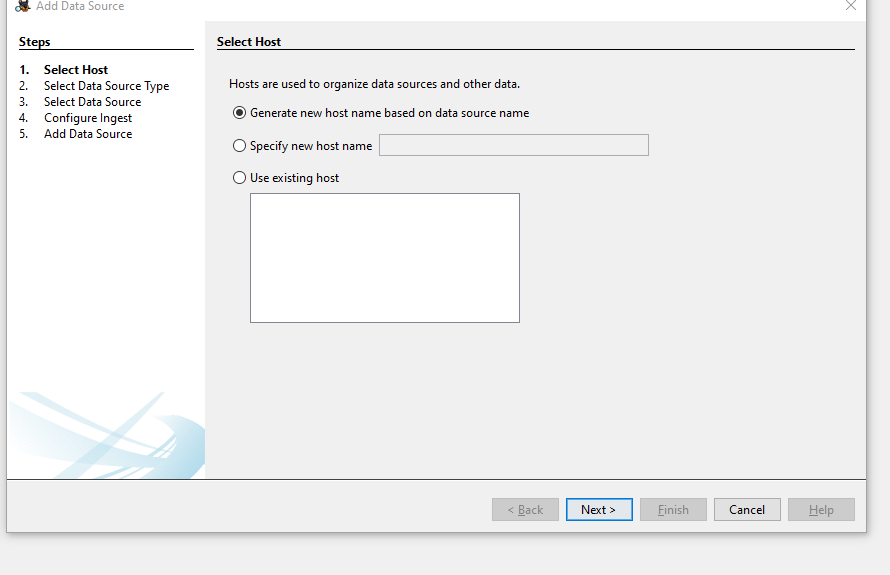 Add Data Source
Steps
1. Select Host
2. Select Data Source Type
3. Select Data Source
4. Configure Ingest
5. Add Data Source
Select Host
Hosts are used to organize data sources and other data.
Generate new host name based on data source name
Specify new host name
Use existing host
< Back
Next >
Finish
Cancel
Help